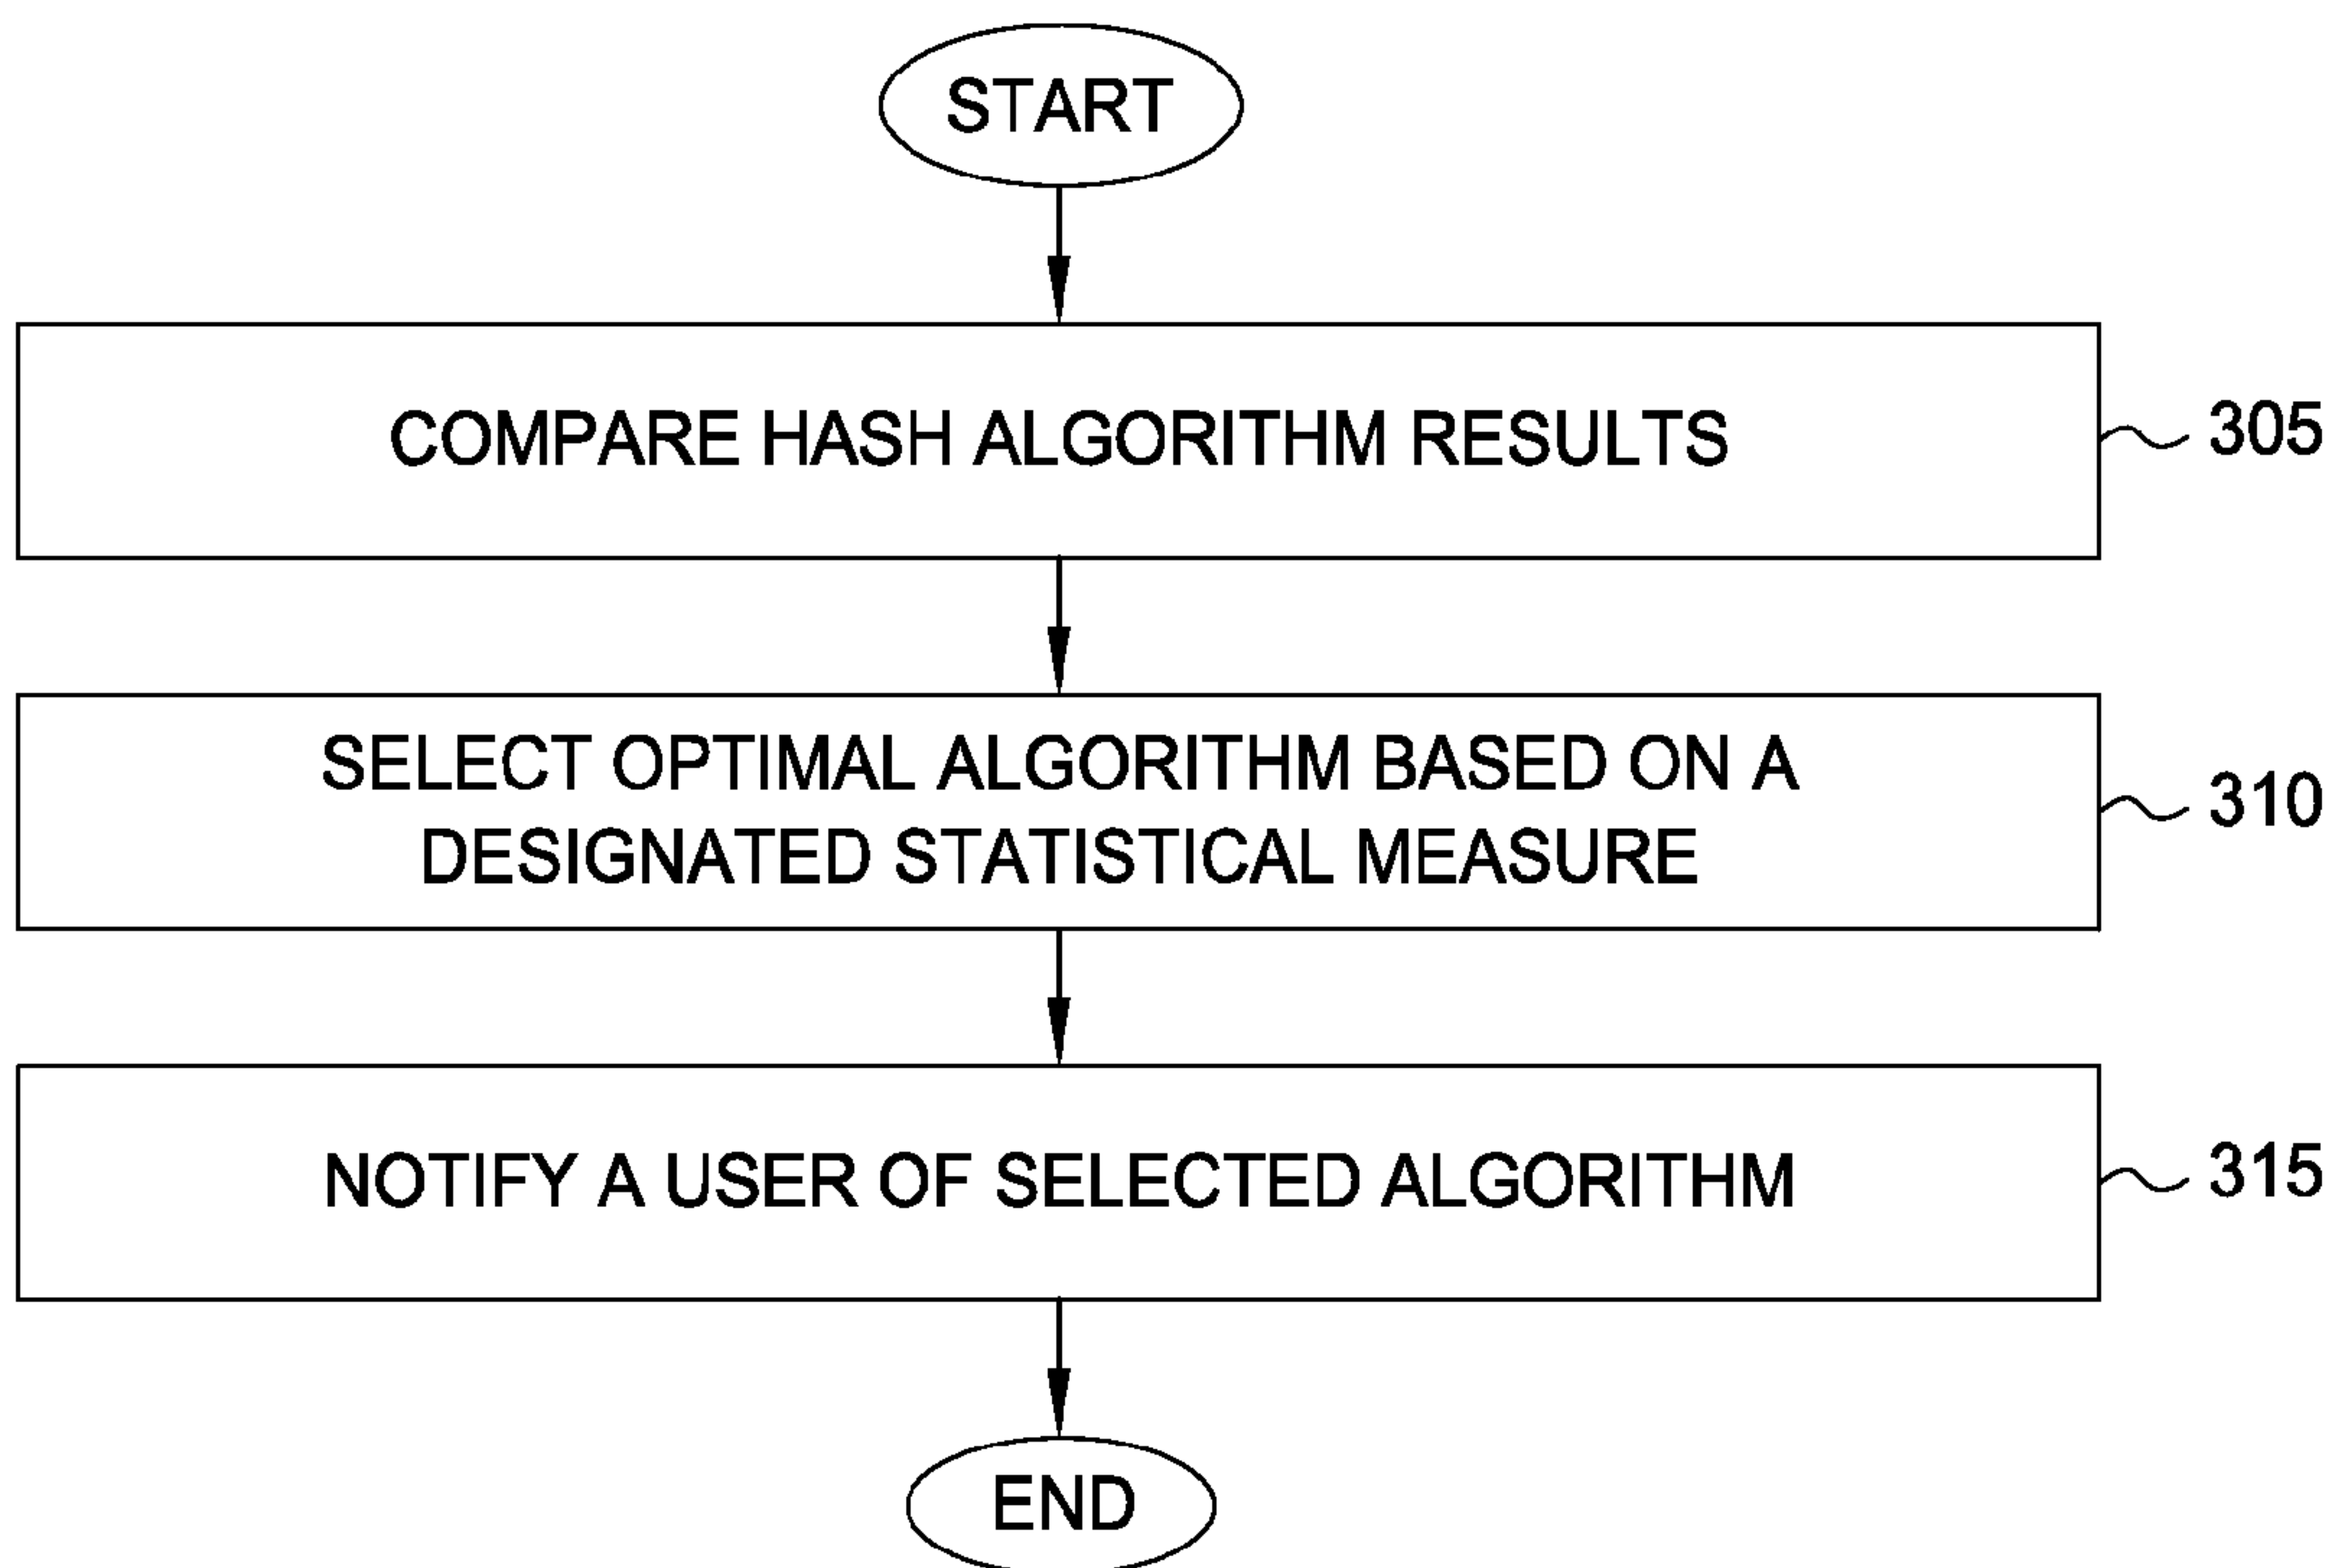 START
COMPARE HASH ALGORITHM RESULTS
305
SELECT OPTIMAL ALGORITHM BASED ON A
DESIGNATED STATISTICAL MEASURE
310
NOTIFY A USER OF SELECTED ALGORITHM
315
END